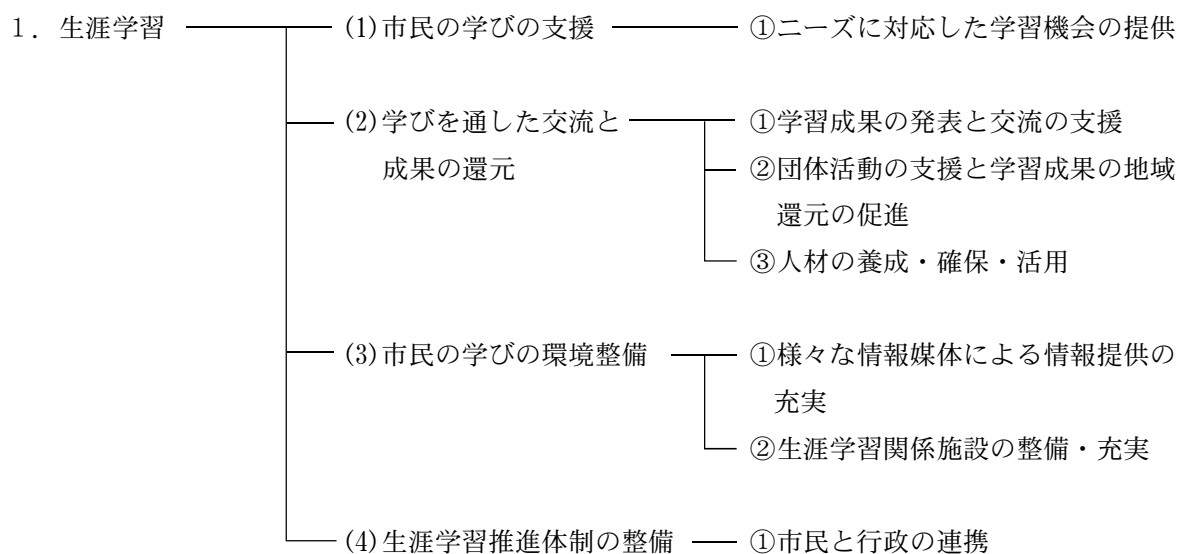 1．生涯学習 (1)市民の学びの支援 ①ニーズに対応した学習機会の提供
(2)学びを通した交流と ①学習成果の発表と交流の支援
成果の還元 ②団体活動の支援と学習成果の地域
還元の促進
③人材の養成・確保・活用
(3)市民の学びの環境整備 ①様々な情報媒体による情報提供の
充実
②生涯学習関係施設の整備・充実
(4)生涯学習推進体制の整備 ①市民と行政の連携